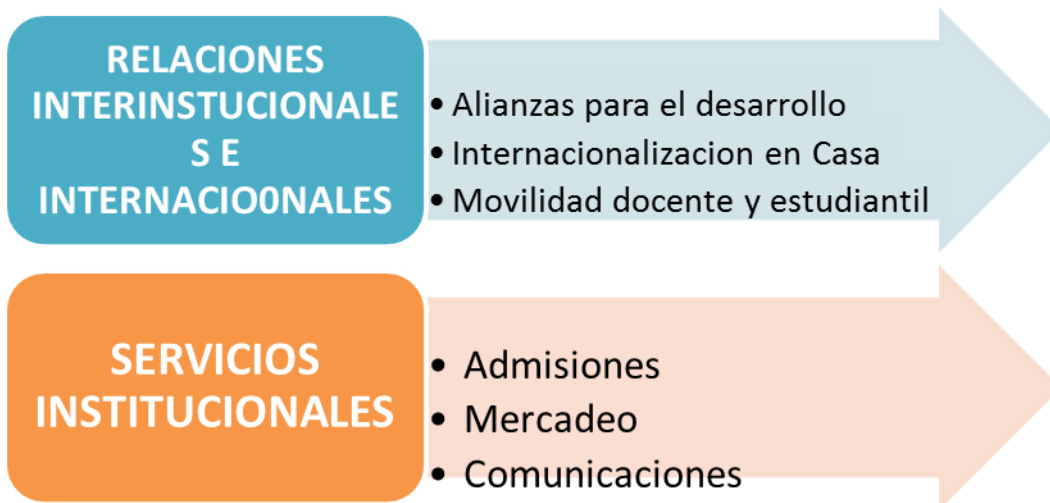 RELACIONES
INTERINSTUCIONALE
S E
INTERNACIO0NALES
• Alianzas para el desarrollo
• Internacionalizacion en Casa
• Movilidad docente y estudiantil
SERVICIOS
INSTITUCIONALES
• Admisiones
• Mercadeo
• Comunicaciones